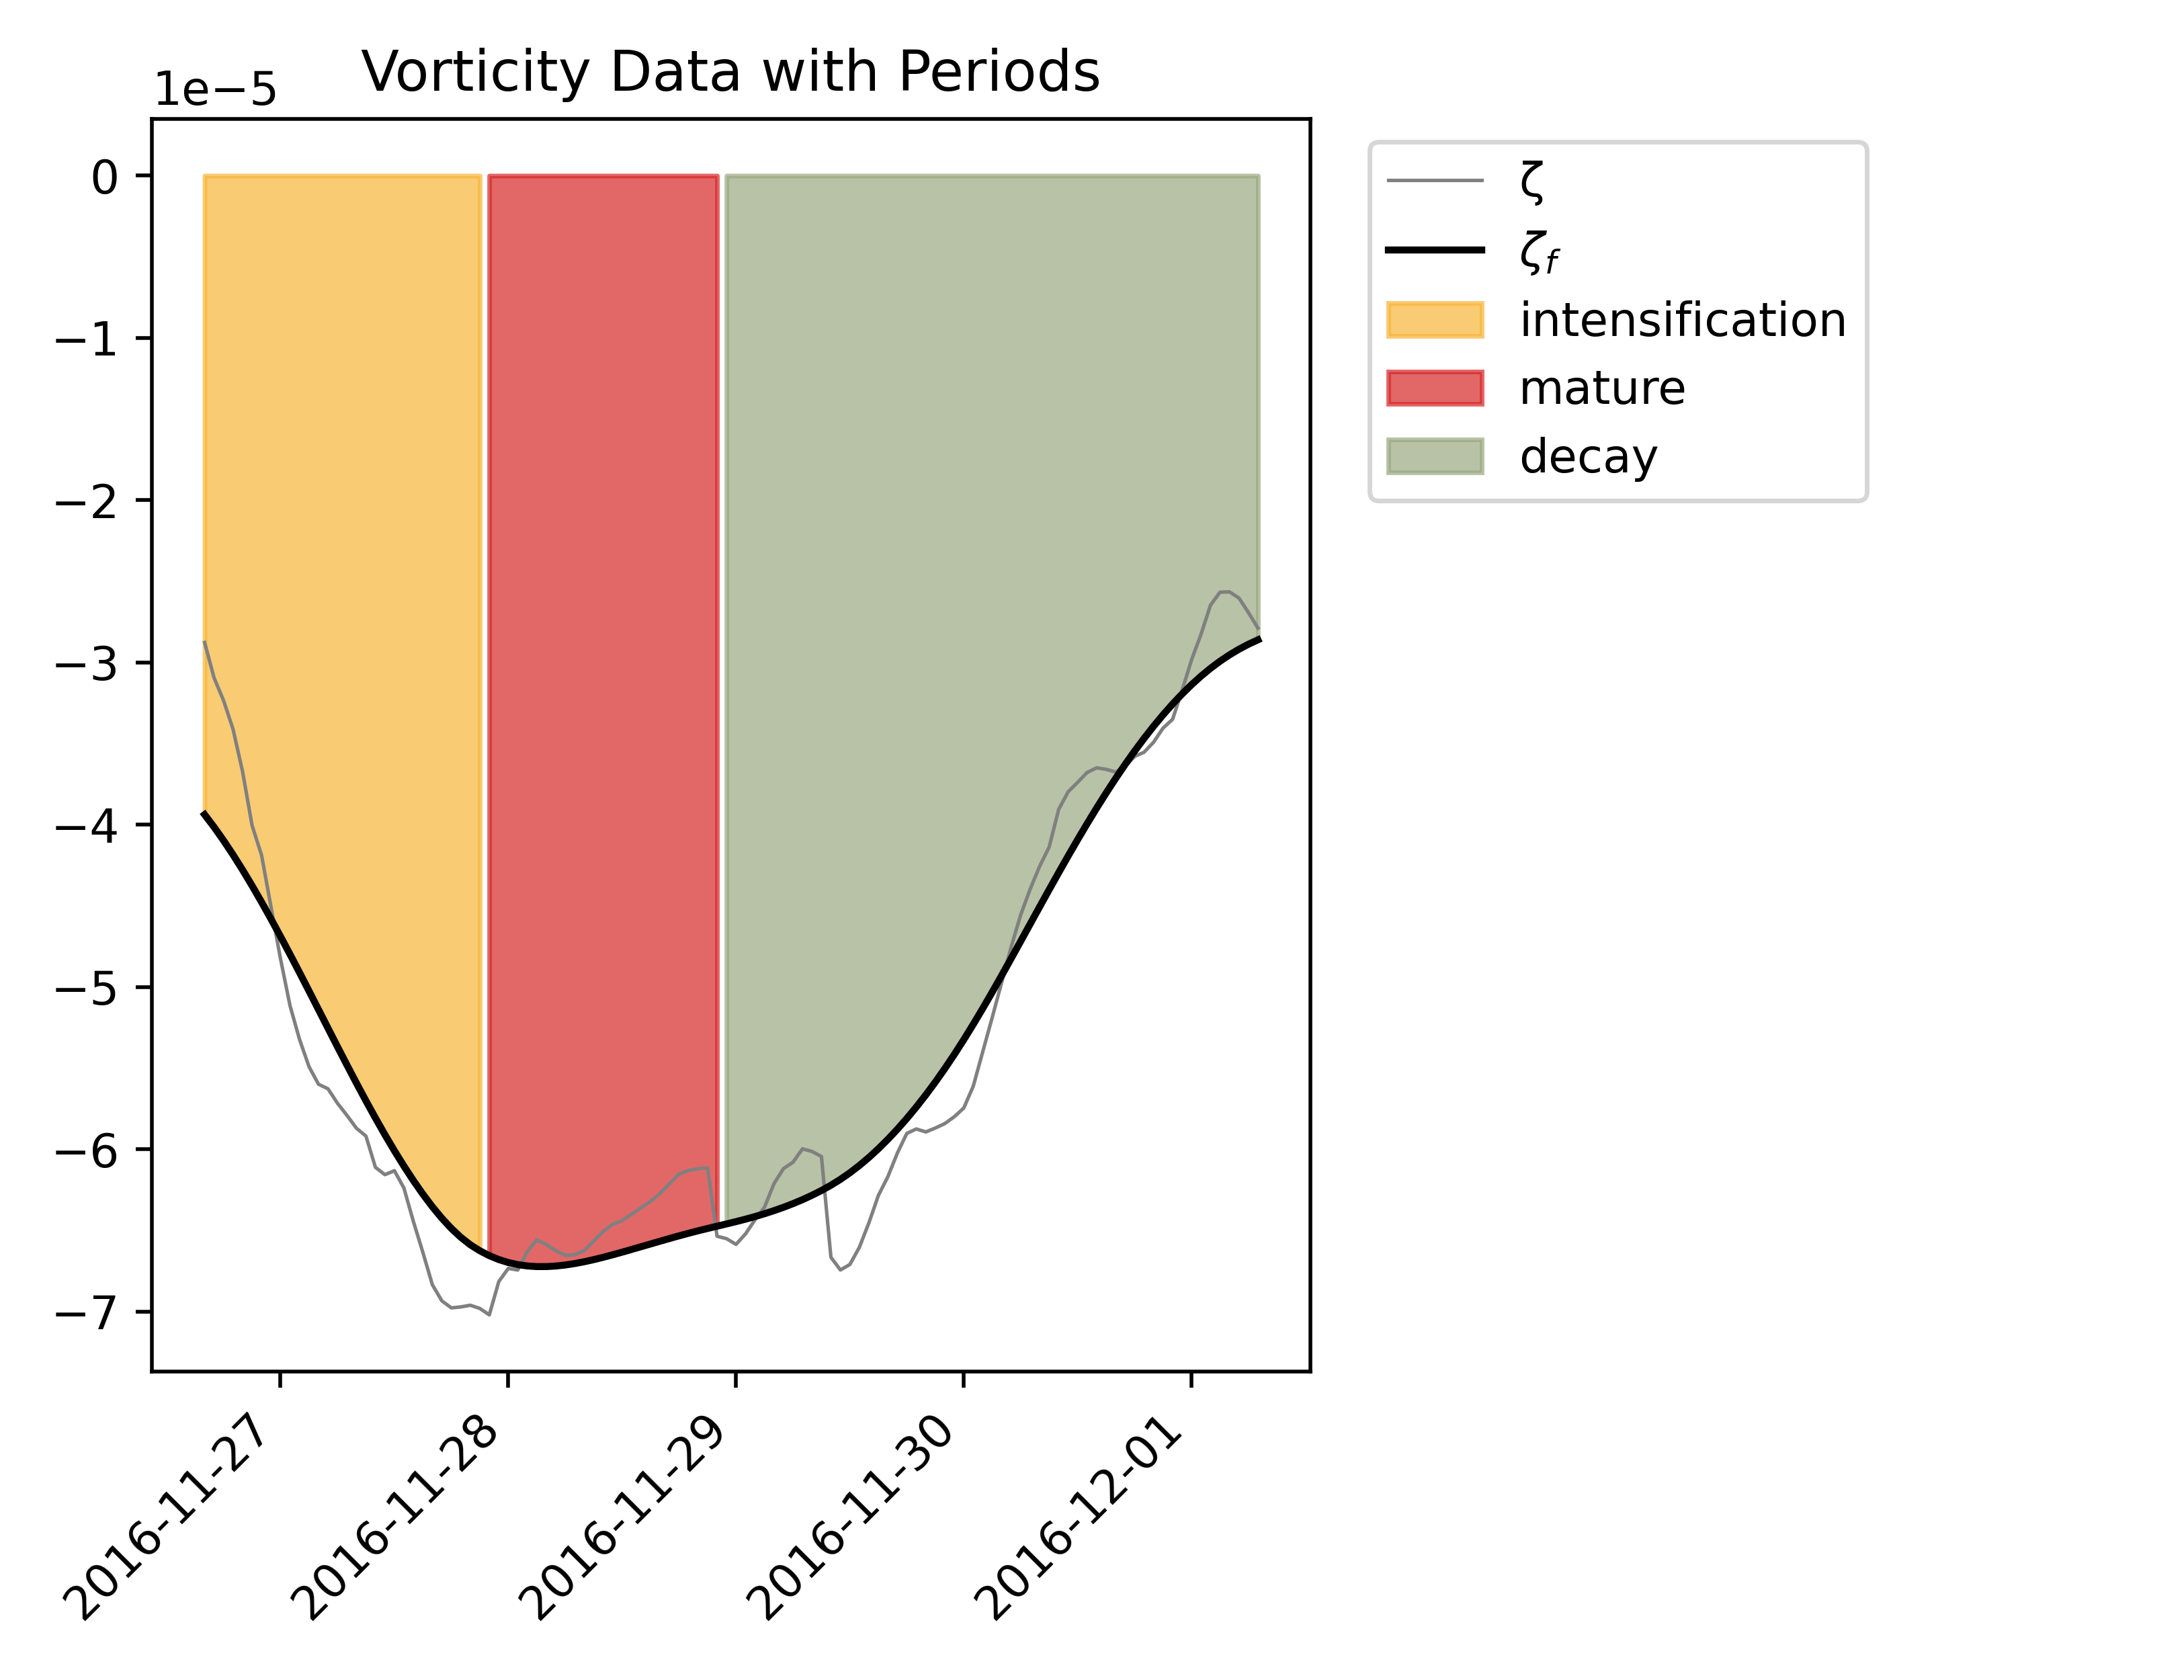 Vorticity Data with Periods
1e−5
0
−1
−2
−3
−4
−5
−6
−7
2016-11-27
2016-11-28
2016-11-29
2016-11-30
2016-12-01
ζ
ζf
intensification
mature
decay